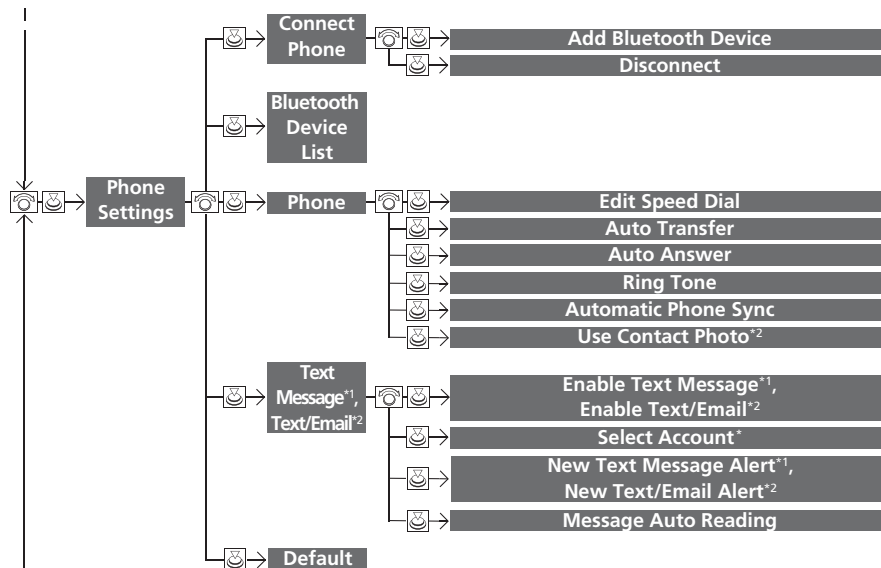 Connect
Phone
Add Bluetooth Device
Disconnect
Bluetooth
Device
List
Phone
Settings
Phone
Edit Speed Dial
Auto Transfer
Auto Answer
Ring Tone
Automatic Phone Sync
Use Contact Photo*2
Text
Message*1,
Text/Email*2
Enable Text Message*1,
Enable Text/Email*2
Select Account*
New Text Message Alert*1,
New Text/Email Alert*2
Message Auto Reading
Default